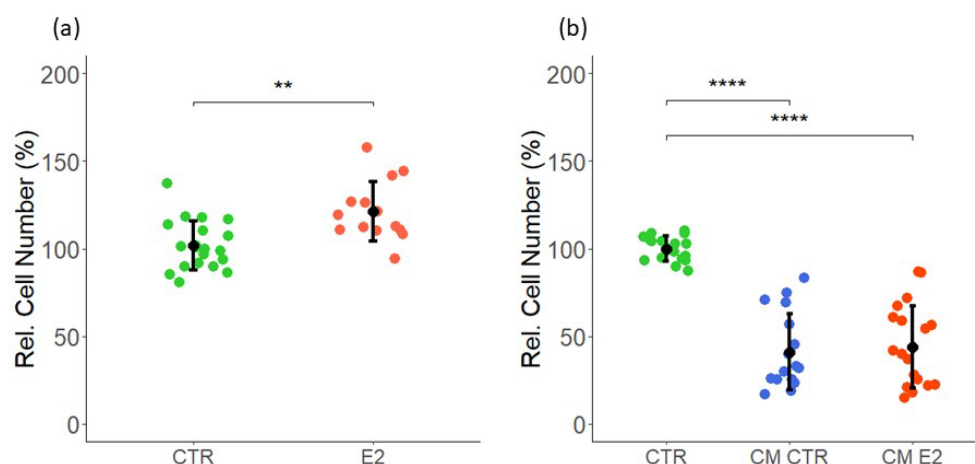 (a)
Rel. Cell Number (%)
200
150
100
50
0
**
CTR E2
(b)
Rel. Cell Number (%)
200
150
100
50
0
****
****
CTR CM CTR CM E2